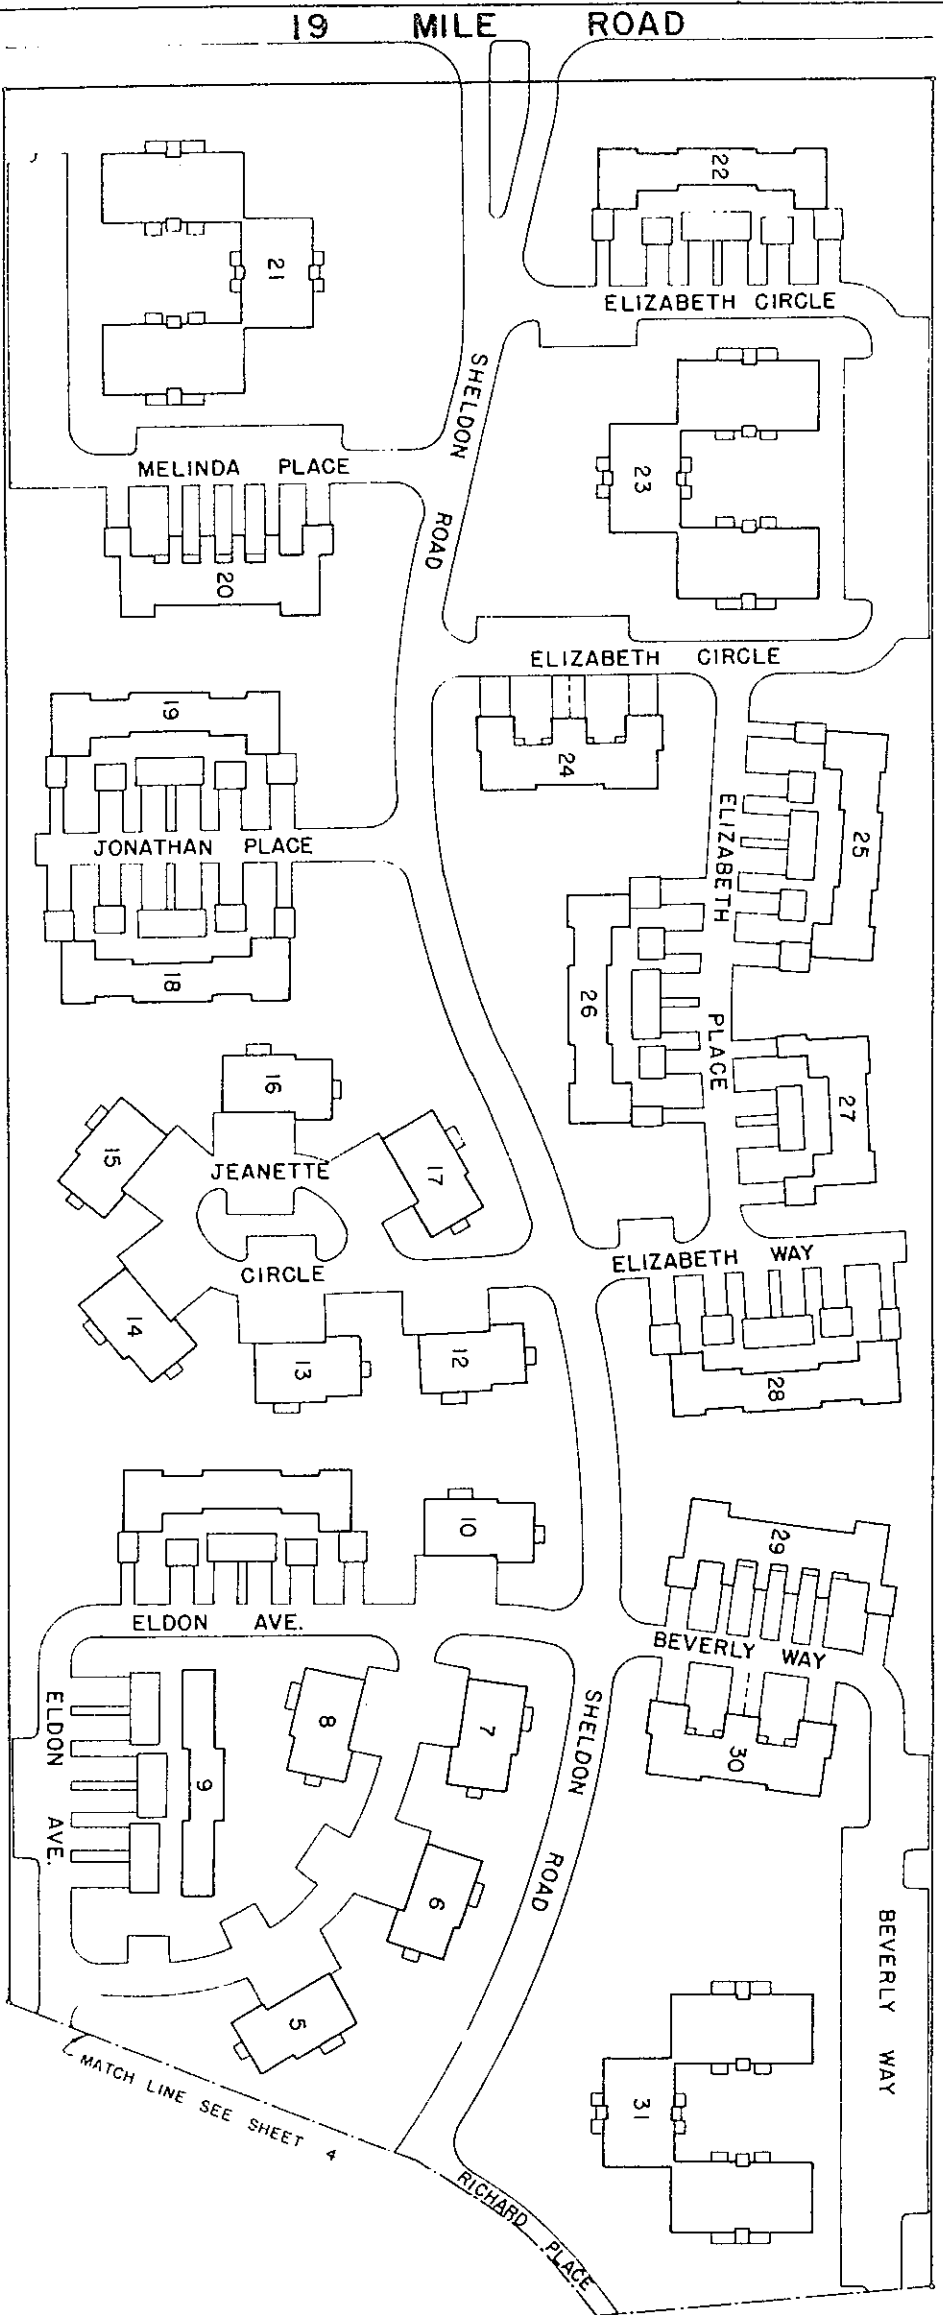 19 MILE ROAD
22
ELIZABETH CIRCLE
21
SHELDON ROAD
23
MELINDA PLACE
20
ELIZABETH CIRCLE
19
24
ELIZABETH PLACE
25
JONATHAN PLACE
18
26
27
16
15
17
JEANETTE CIRCLE
ELIZABETH WAY
14
13
12
28
10
29
ELDON AVE.
BEVERLY WAY
8
7
SHELDON ROAD
30
ELDON AVE.
9
6
BEVERLY WAY
5
31
MATCH LINE SEE SHEET 4
RICHARD PLACE